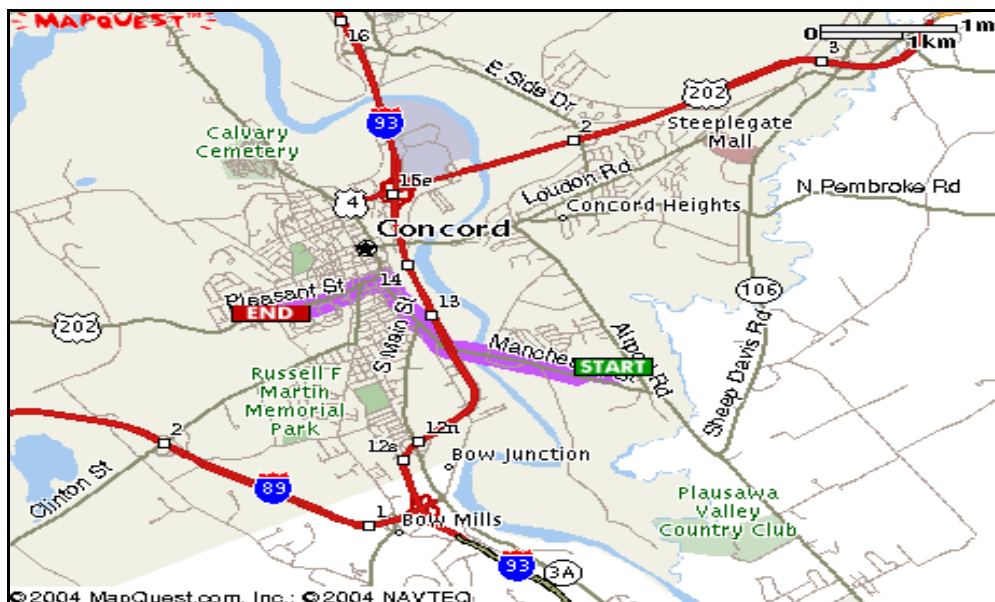 MAPQUEST™
0 1m
1km
16
3
E Side Dr
202
93
2
Steeplegate
Mall
Calvary
Cemetery
Loudon Rd
15e
N Pembroke Rd
4
Concord Heights
Concord
14
Pleasant St
106
END
13
202
S Main St
Airport Rd
START
Sheep Davis Rd
Russell F
Martin
Memorial
Park
2
12n
12s
Bow Junction
Clinton St
89
Plausawa
Valley
Country Club
1
Bow Mills
93
3A
©2004 MapQuest.com, Inc.; ©2004 NAVTEQ